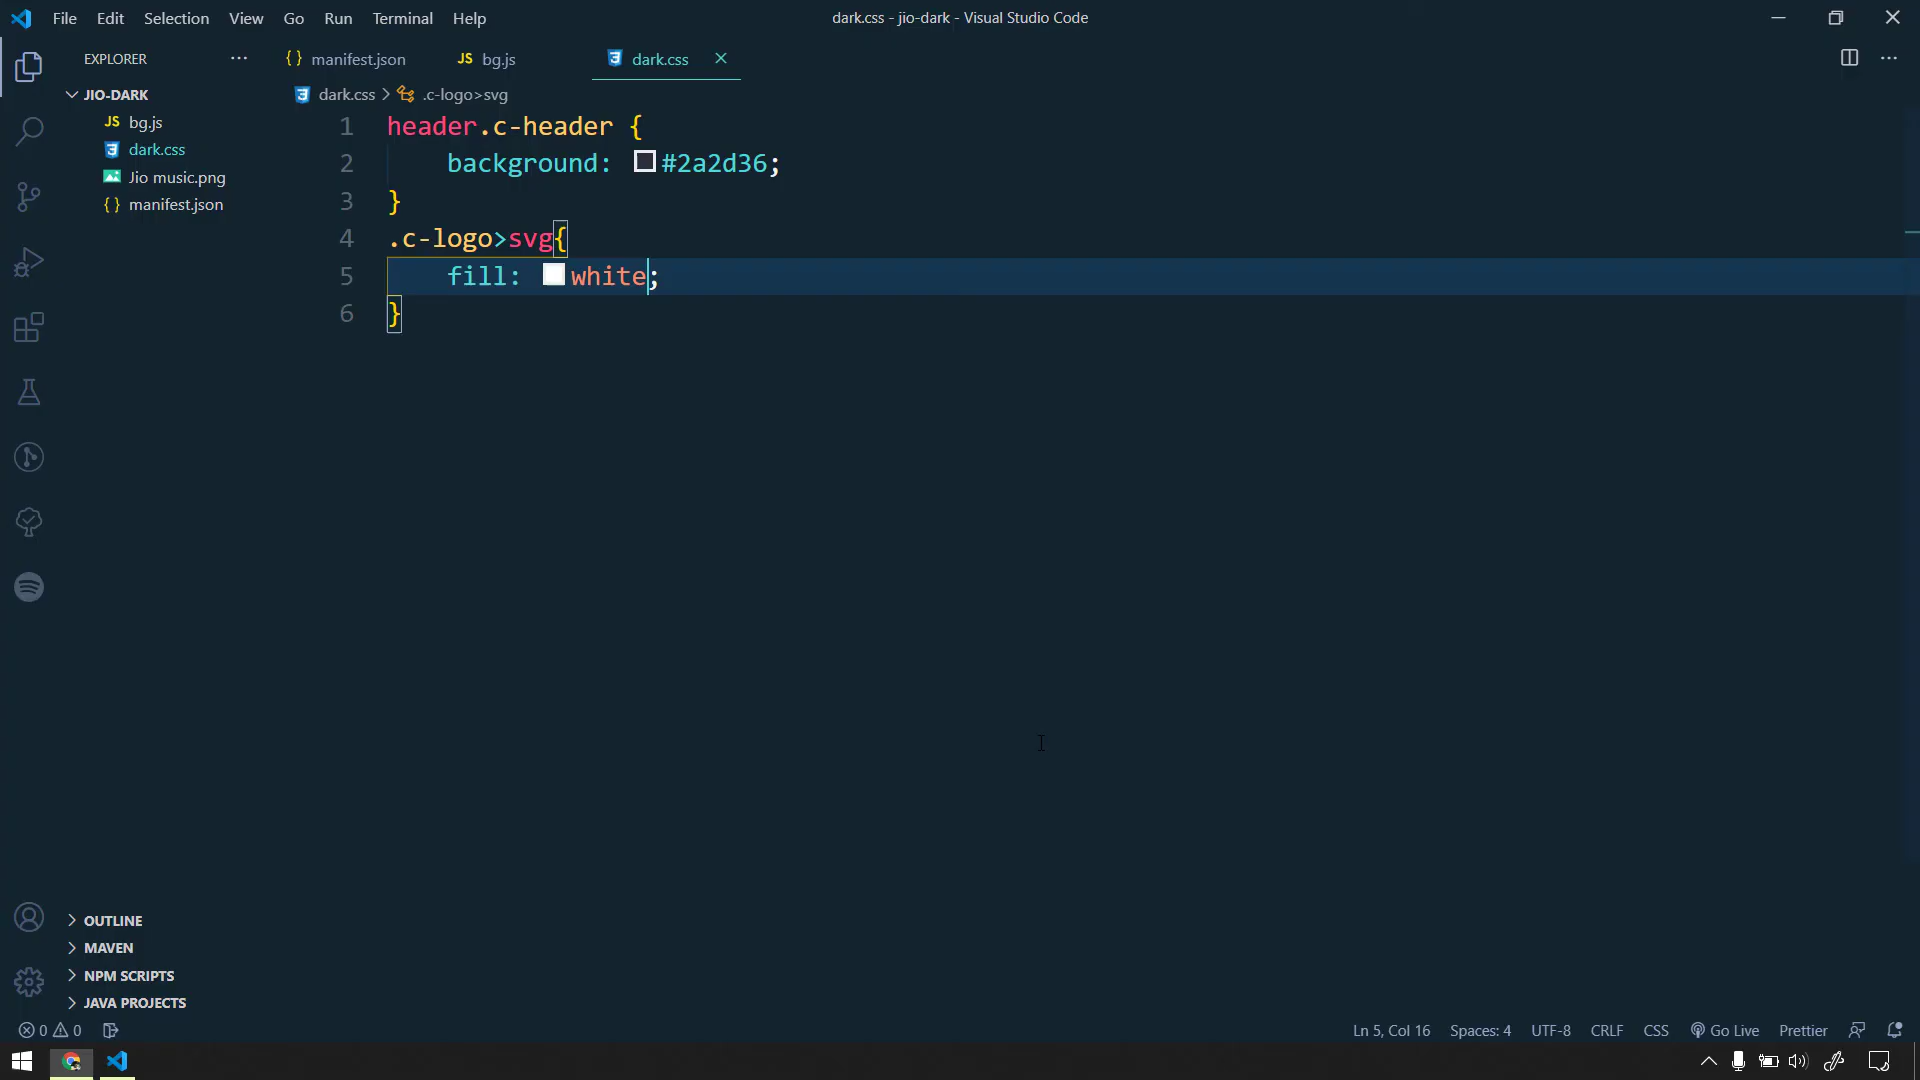 File Edit Selection View Go Run Terminal Help
dark.css - jio-dark - Visual Studio Code
EXPLORER
manifest.json
JS bg.js
dark.css
JIO-DARK
dark.css > .c-logo>svg
JS bg.js
dark.css
Jio music.png
{} manifest.json
1 header.c-header {
2 background: #2a2d36;
3 }
4 .c-logo>svg{
5 fill: white;
6 }
OUTLINE
MAVEN
NPM SCRIPTS
JAVA PROJECTS
0 0
Ln 5, Col 16 Spaces: 4 UTF-8 CRLF CSS Go Live Prettier